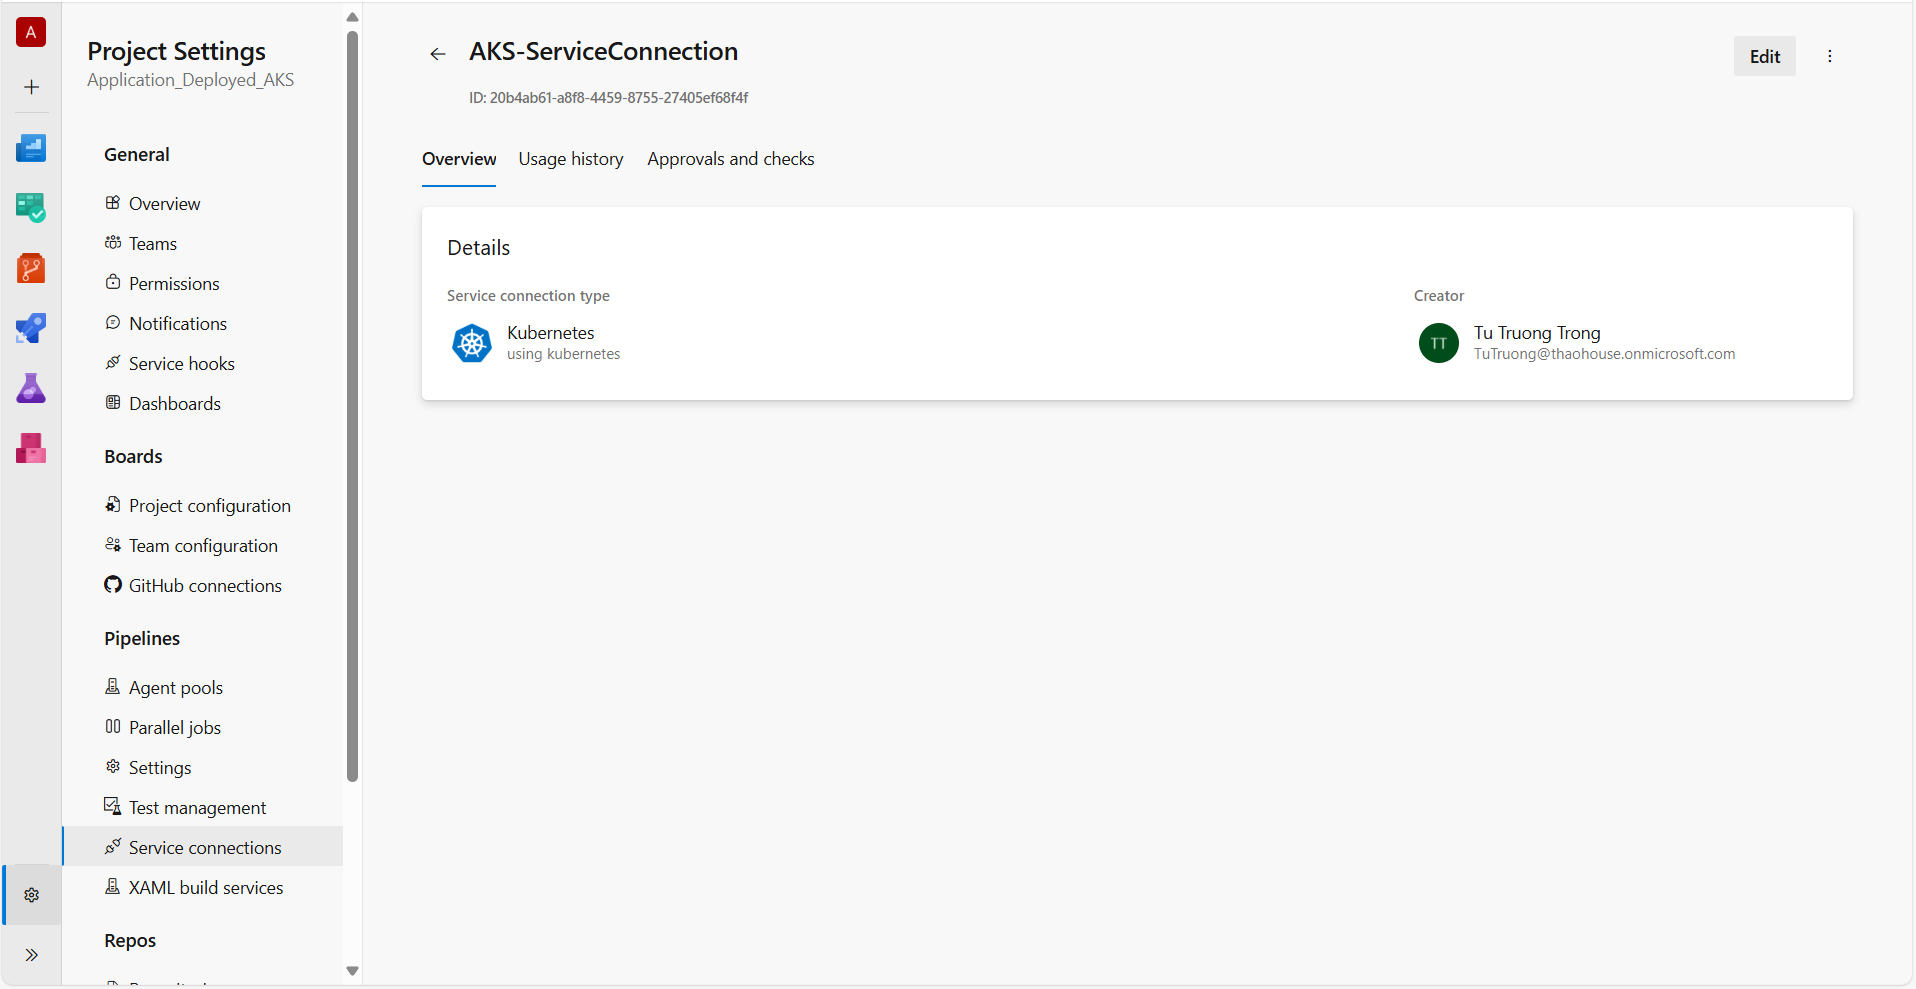 A
Project Settings
Application_Deployed_AKS
General
Overview
Teams
Permissions
Notifications
Service hooks
Dashboards
Boards
Project configuration
Team configuration
GitHub connections
Pipelines
Agent pools
Parallel jobs
Settings
Test management
Service connections
XAML build services
Repos
AKS-ServiceConnection
Edit
ID: 20b4ab61-a8f8-4459-8755-27405ef68f4f
Overview Usage history Approvals and checks
Details
Service connection type
Kubernetes
using kubernetes
Creator
TT
Tu Truong Trong
TuTruong@thaohouse.onmicrosoft.com